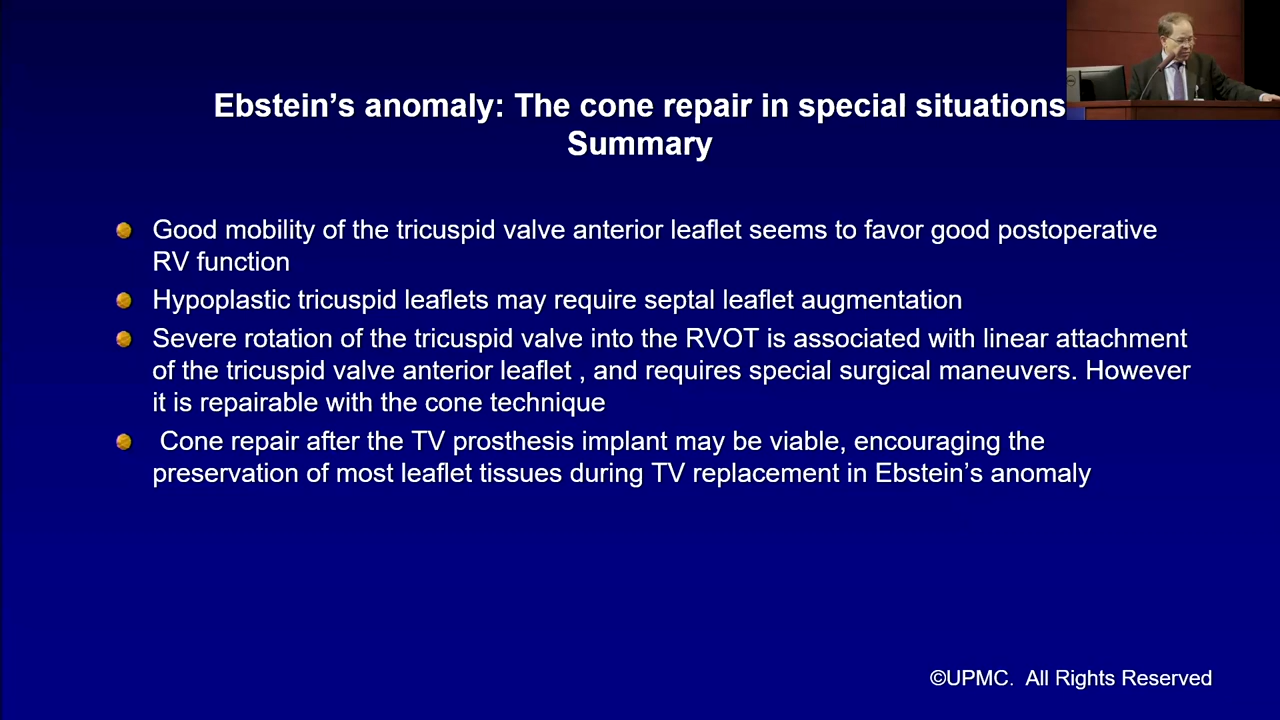 Ebstein’s anomaly: The cone repair in special situations
Summary
Good mobility of the tricuspid valve anterior leaflet seems to favor good postoperative
RV function
Hypoplastic tricuspid leaflets may require septal leaflet augmentation
Severe rotation of the tricuspid valve into the RVOT is associated with linear attachment
of the tricuspid valve anterior leaflet , and requires special surgical maneuvers. However
it is repairable with the cone technique
Cone repair after the TV prosthesis implant may be viable, encouraging the
preservation of most leaflet tissues during TV replacement in Ebstein’s anomaly
©UPMC. All Rights Reserved